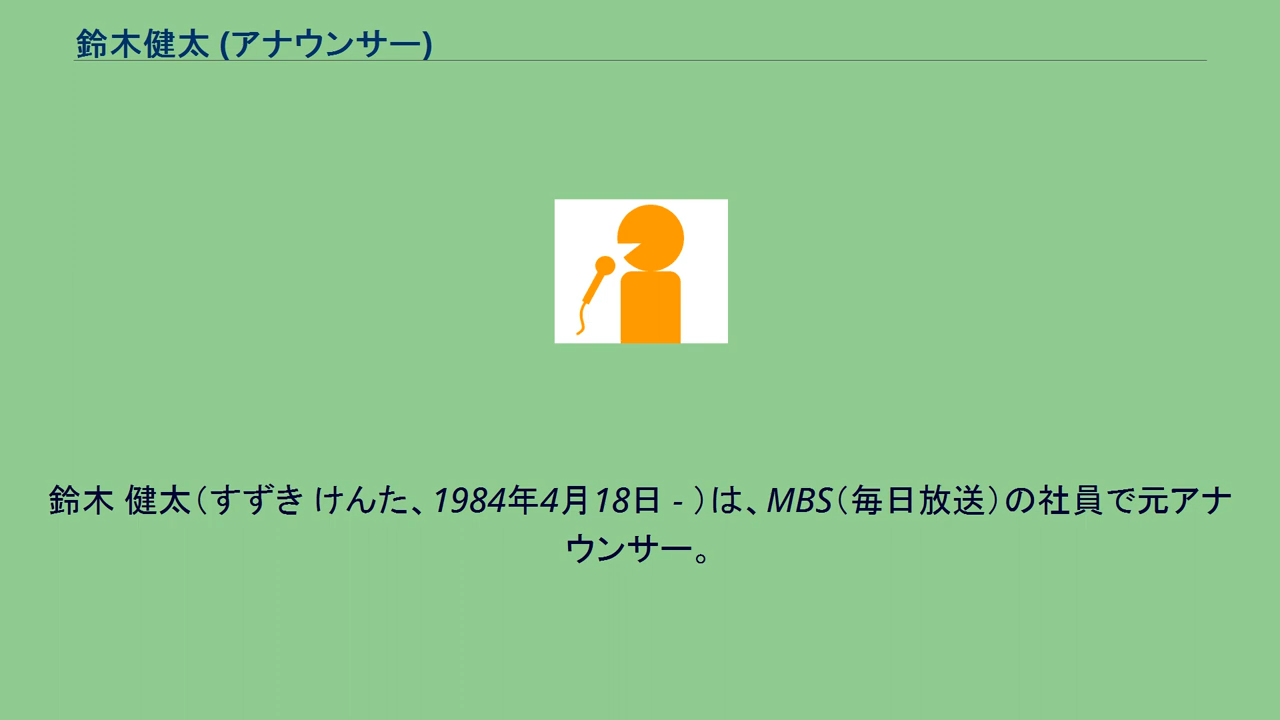 鈴木健太 (アナウンサー)
鈴木 健太（すずき けんた、1984年4月18日 - ）は、MBS（毎日放送）の社員で元アナ
ウンサー。